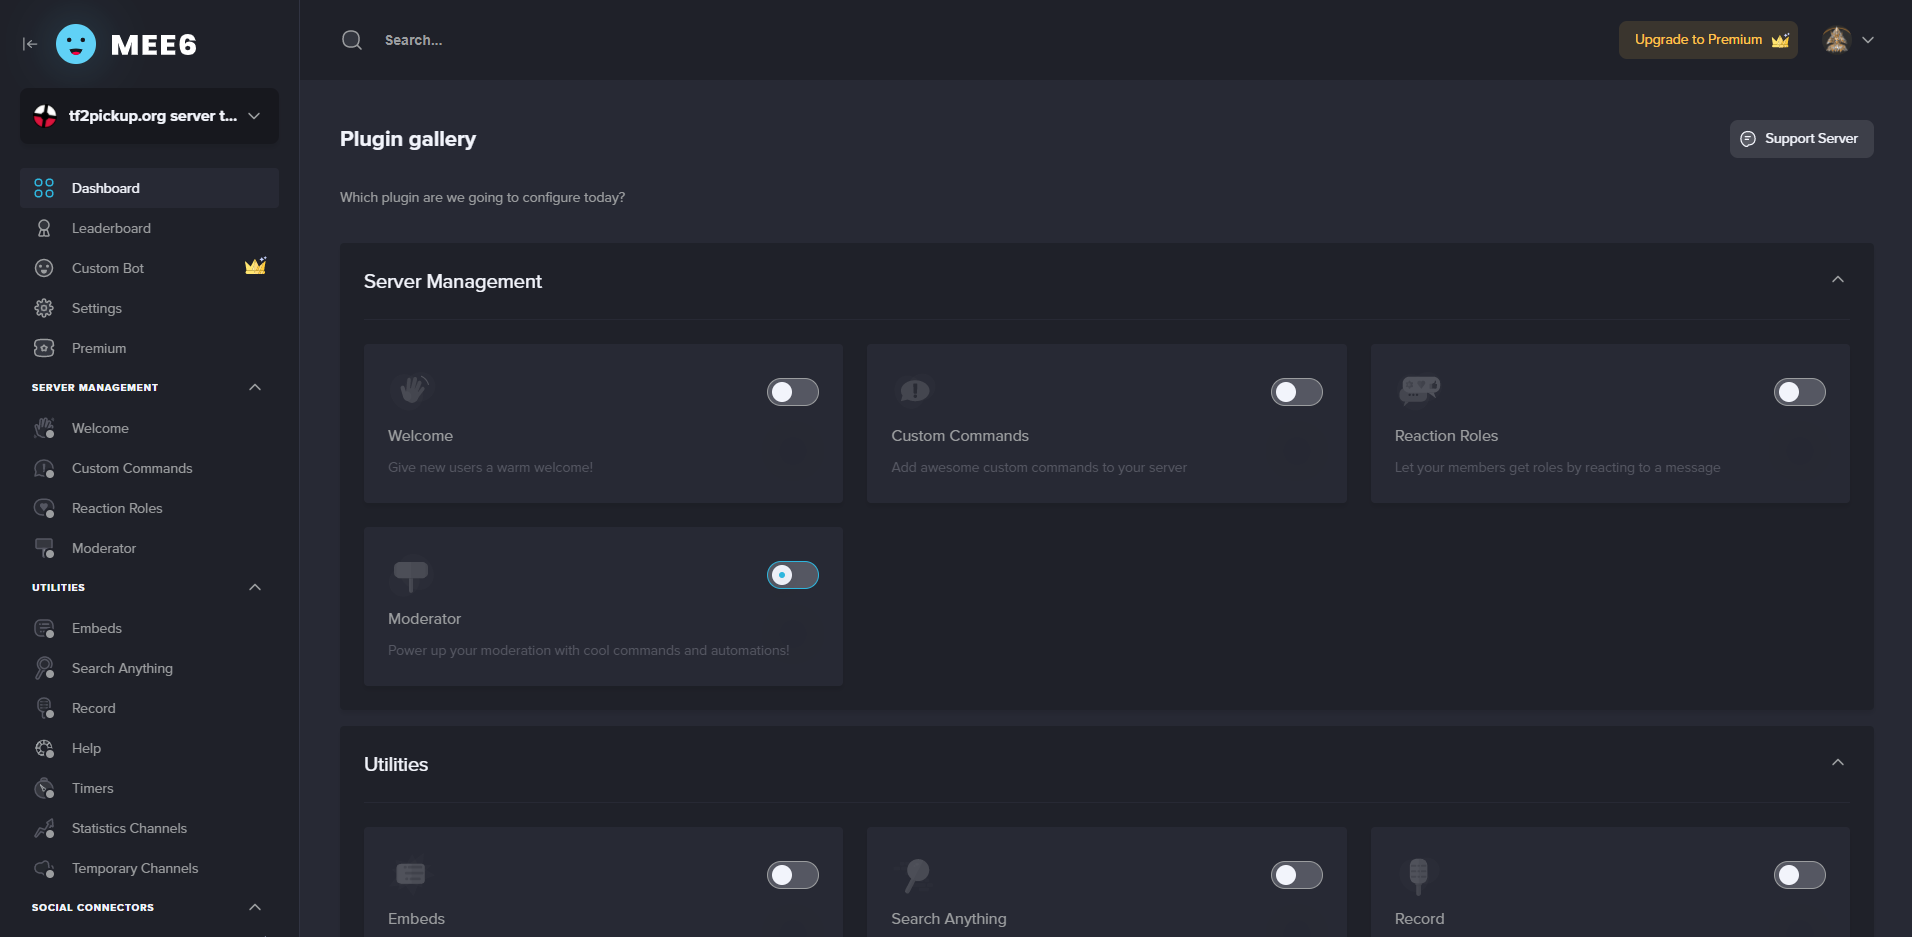 MEE6
Search...
Upgrade to Premium
tf2pickup.org server t...
Dashboard
Leaderboard
Custom Bot
Settings
Premium
SERVER MANAGEMENT
Welcome
Custom Commands
Reaction Roles
Moderator
UTILITIES
Embeds
Search Anything
Record
Help
Timers
Statistics Channels
Temporary Channels
SOCIAL CONNECTORS
Plugin gallery
Support Server
Which plugin are we going to configure today?
Server Management
Welcome
Give new users a warm welcome!
Custom Commands
Add awesome custom commands to your server
Reaction Roles
Let your members get roles by reacting to a message
Moderator
Power up your moderation with cool commands and automations!
Utilities
Embeds
Search Anything
Record